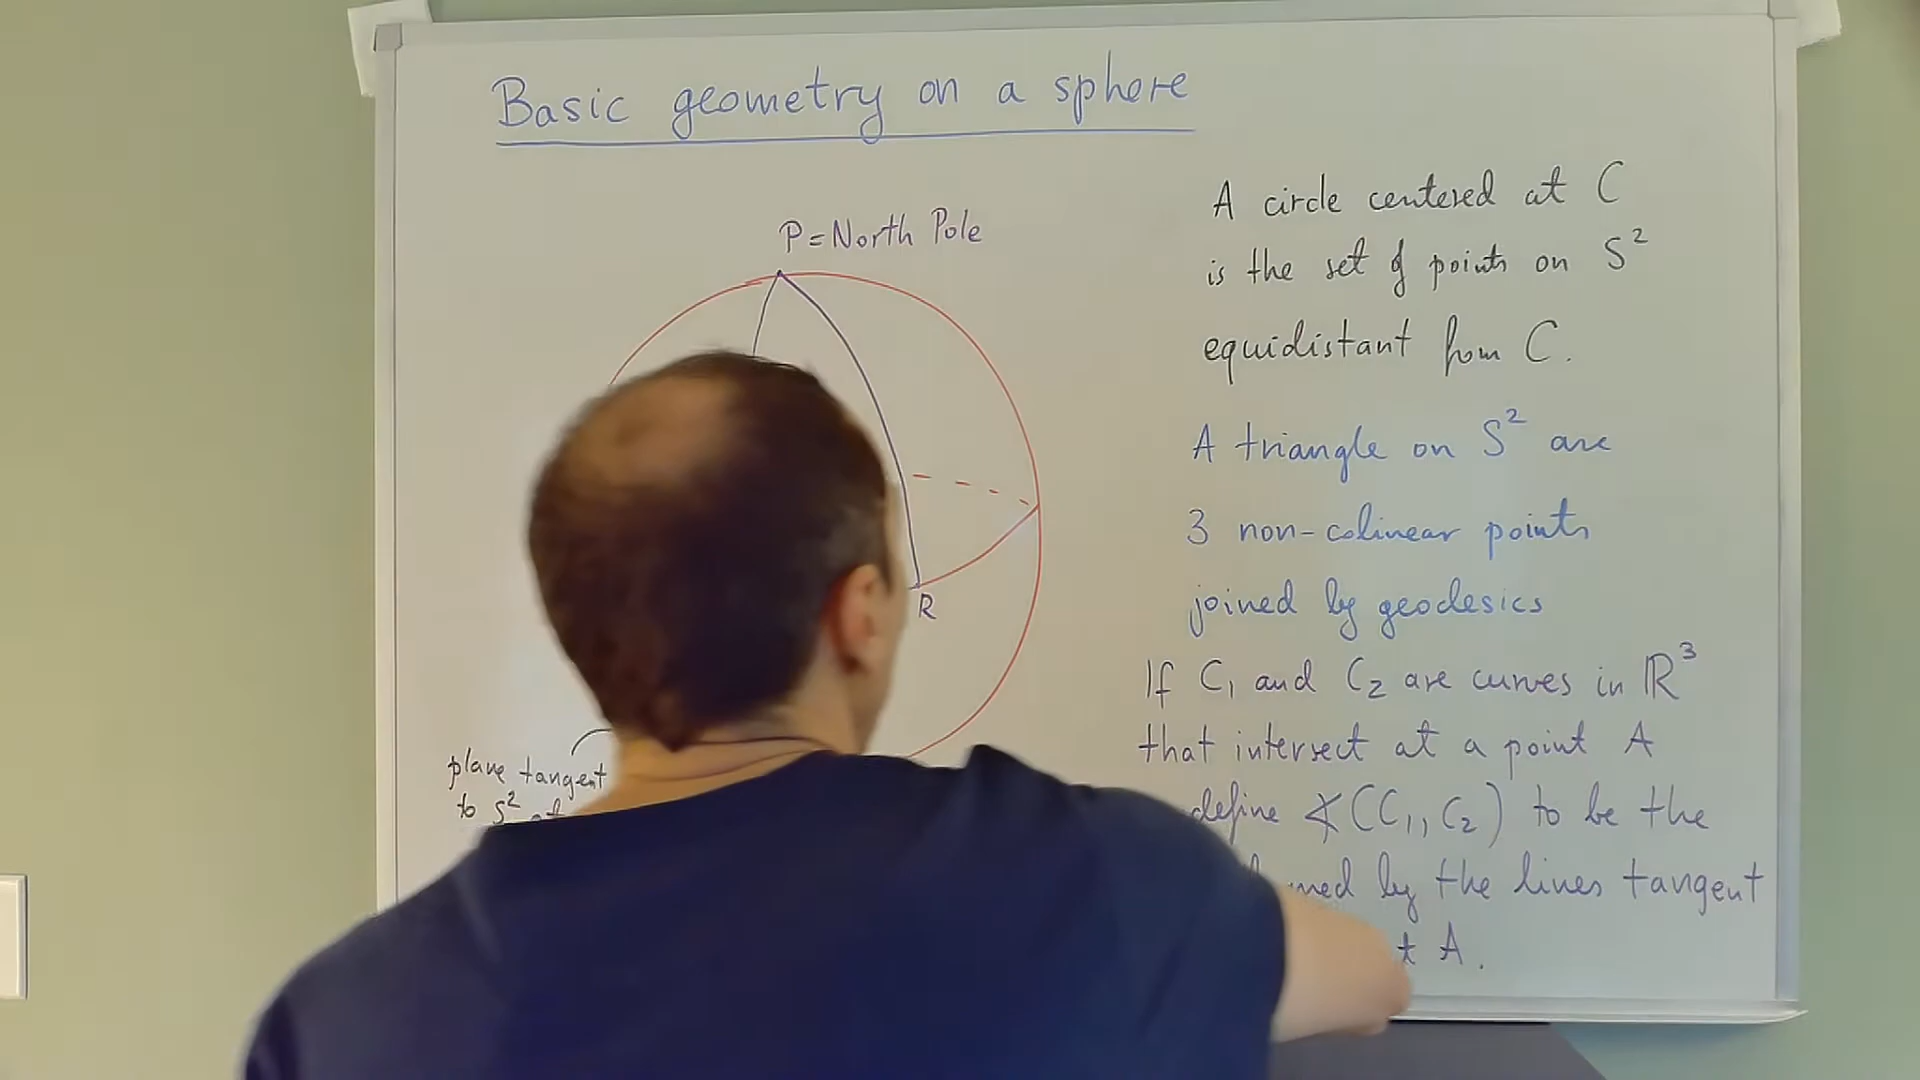 Basic geometry on a sphere
P = North Pole
R
plane tangent
to S²
A circle centered at C
is the set of points on S²
equidistant from C.
A triangle on S² are
3 non-colinear points
joined by geodesics
If C₁ and C₂ are curves in ℝ³
that intersect at a point A
define ∢(C₁, C₂) to be the
by the lines tangent
A.